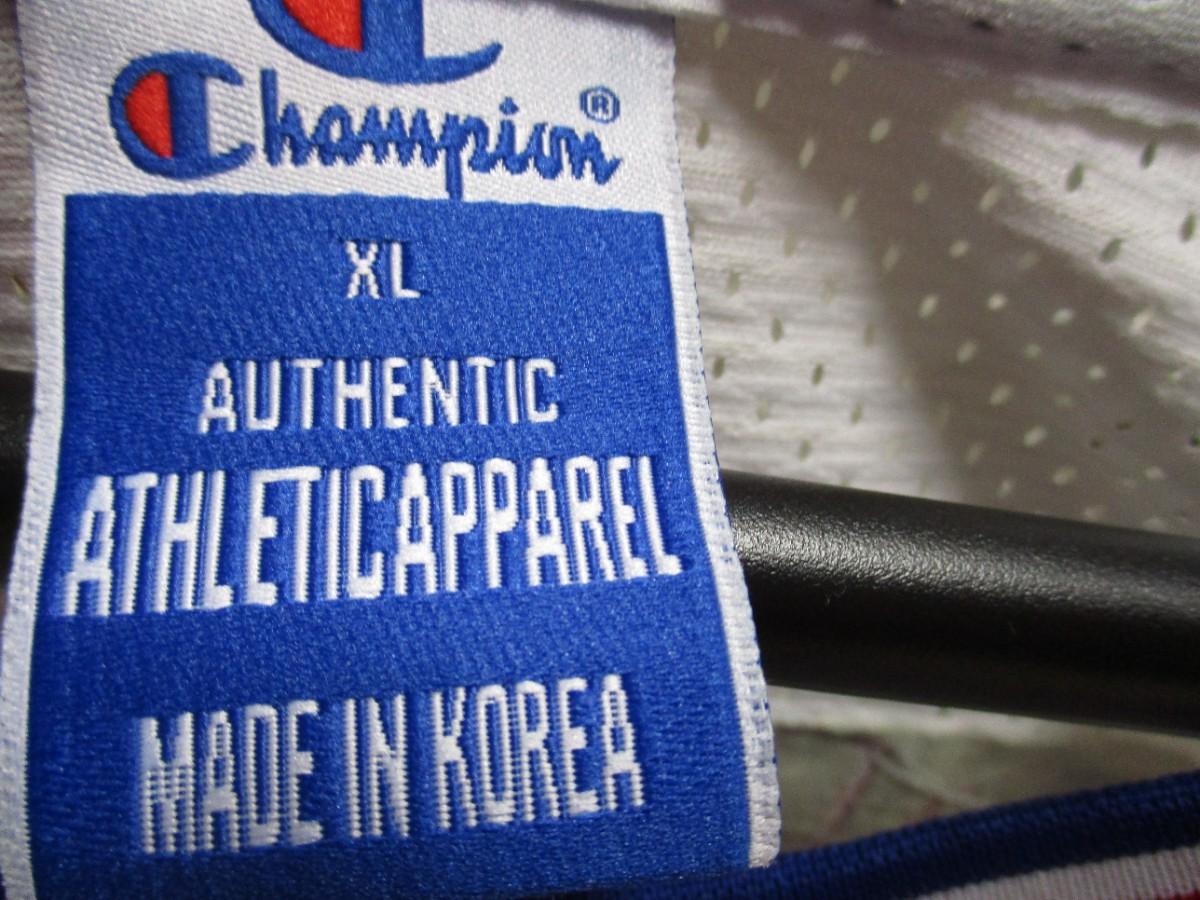 Champion®
XL
AUTHENTIC
ATHLETICAPPAREL
MADE IN KOREA